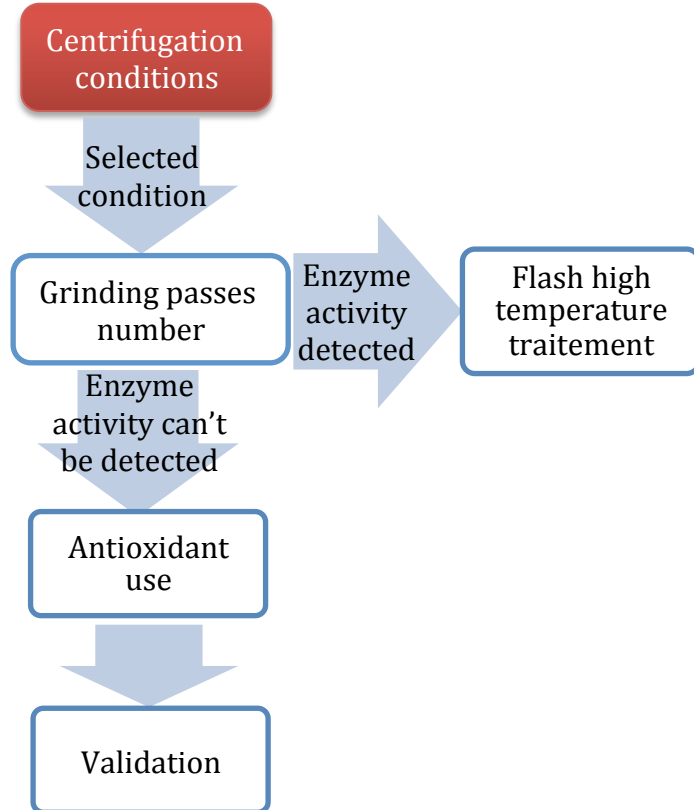 Centrifugation
conditions
Selected
condition
Grinding passes
number
Enzyme
activity
detected
Flash high
temperature
traitement
Enzyme
activity can’t
be detected
Antioxidant
use
Validation